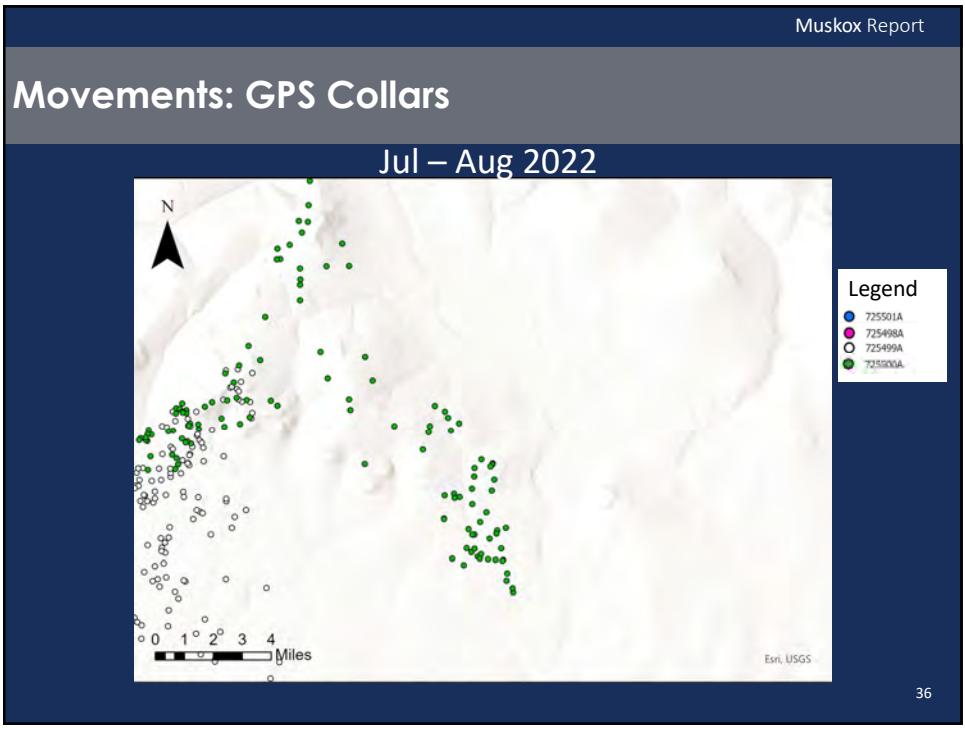 Muskox Report
Movements: GPS Collars
Jul – Aug 2022
N
Legend
725501A
725498A
725499A
725500A
0 1 2 3 4
Miles
Esri, USGS
36